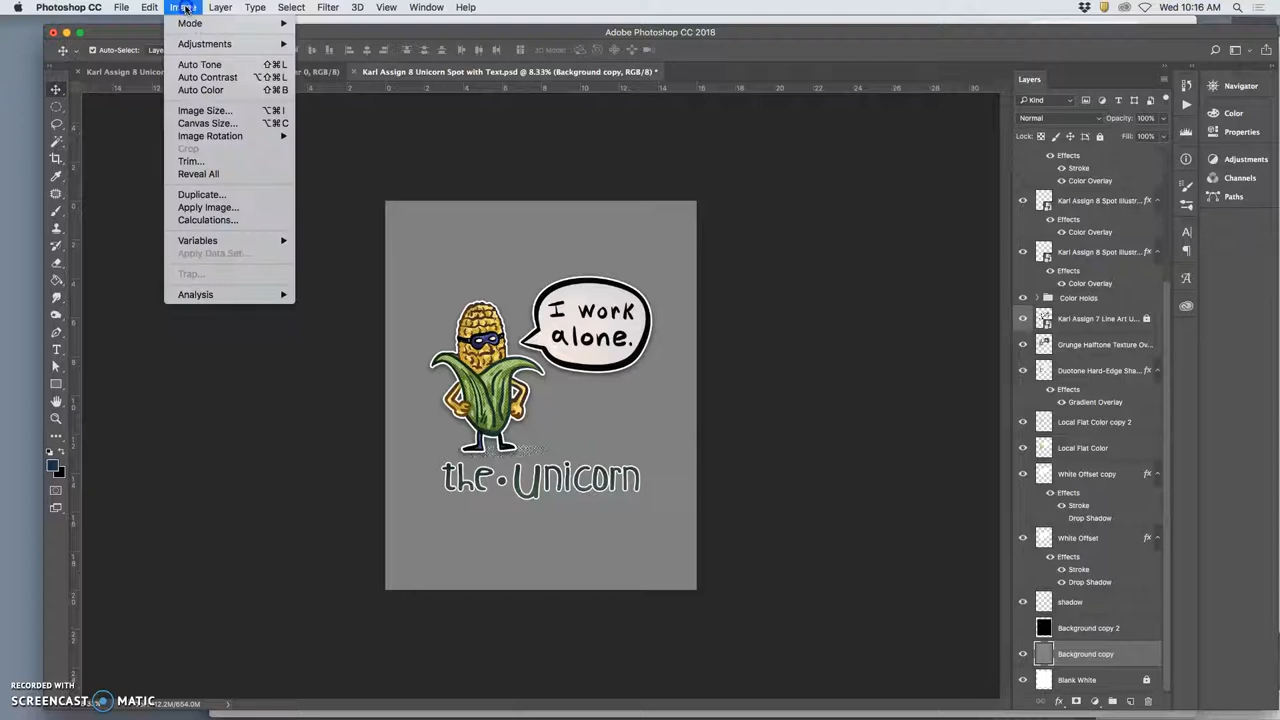 Photoshop CC File Edit Image Layer Type Select Filter 3D View Window Help Wed 10:16 AM
Adobe Photoshop CC 2018
Auto-Select: 3D Mode:
Karl Assign 8 Unicorn Spot with Text.psd @ 8.33% (Background copy, RGB/8) *
Mode
Adjustments
Auto Tone ⇧⌘L
Auto Contrast ⌥⇧⌘L
Auto Color ⇧⌘B
Image Size... ⌥⌘I
Canvas Size... ⌥⌘C
Image Rotation
Crop
Trim...
Reveal All
Duplicate...
Apply Image...
Calculations...
Variables
Apply Data Set...
Trap...
Analysis
I work
alone.
the • Unicorn
Layers
Kind
Normal Opacity: 100%
Lock: Fill: 100%
Effects
Stroke
Color Overlay
Karl Assign 8 Spot Illustr...
Effects
Color Overlay
Karl Assign 8 Spot Illustr...
Effects
Color Overlay
Color Holds
Karl Assign 7 Line Art U...
Grunge Halftone Texture Ov...
Duotone Hard-Edge Sha...
Effects
Gradient Overlay
Local Flat Color copy 2
Local Flat Color
White Offset copy
Effects
Stroke
Drop Shadow
White Offset
Effects
Stroke
Drop Shadow
shadow
Background copy 2
Background copy
Blank White
Navigator
Color
Properties
Adjustments
Channels
Paths
RECORDED WITH
SCREENCAST MATIC